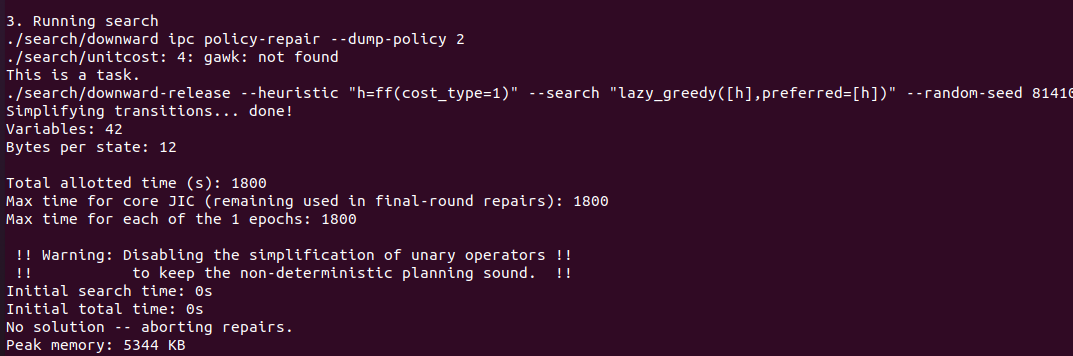 3. Running search
./search/downward ipc policy-repair --dump-policy 2
./search/unitcost: 4: gawk: not found
This is a task.
./search/downward-release --heuristic "h=ff(cost_type=1)" --search "lazy_greedy([h],preferred=[h])" --random-seed 81410
Simplifying transitions... done!
Variables: 42
Bytes per state: 12
Total allotted time (s): 1800
Max time for core JIC (remaining used in final-round repairs): 1800
Max time for each of the 1 epochs: 1800
!! Warning: Disabling the simplification of unary operators !!
!!           to keep the non-deterministic planning sound.  !!
Initial search time: 0s
Initial total time: 0s
No solution -- aborting repairs.
Peak memory: 5344 KB